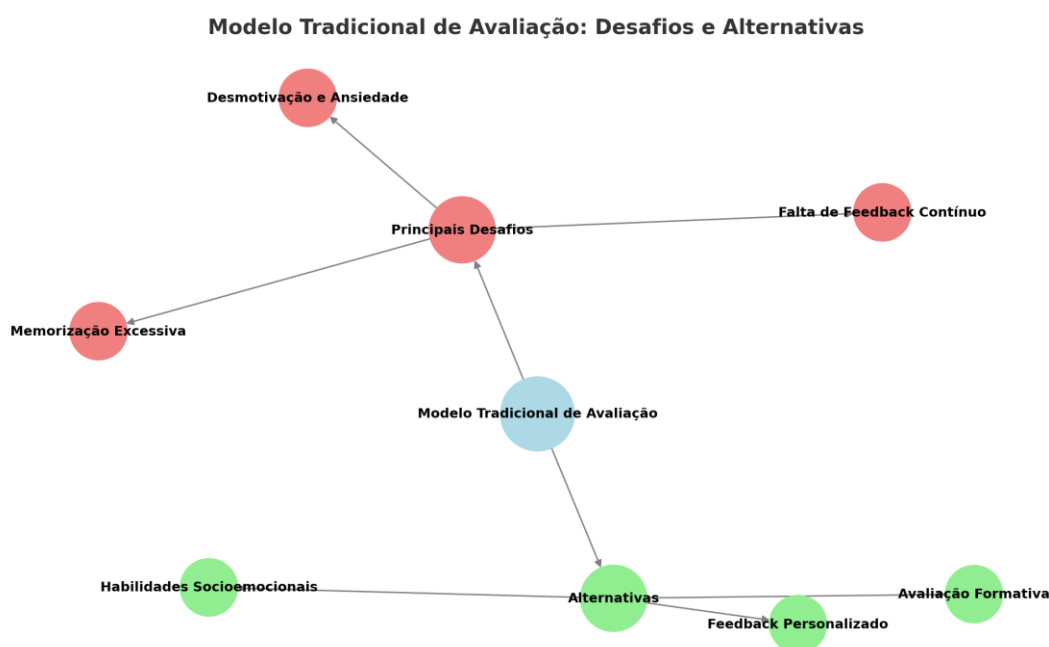 Modelo Tradicional de Avaliação: Desafios e Alternativas
Desmotivação e Ansiedade
Falta de Feedback Contínuo
Principais Desafios
Memorização Excessiva
Modelo Tradicional de Avaliação
Habilidades Socioemocionais
Alternativas
Avaliação Formativa
Feedback Personalizado